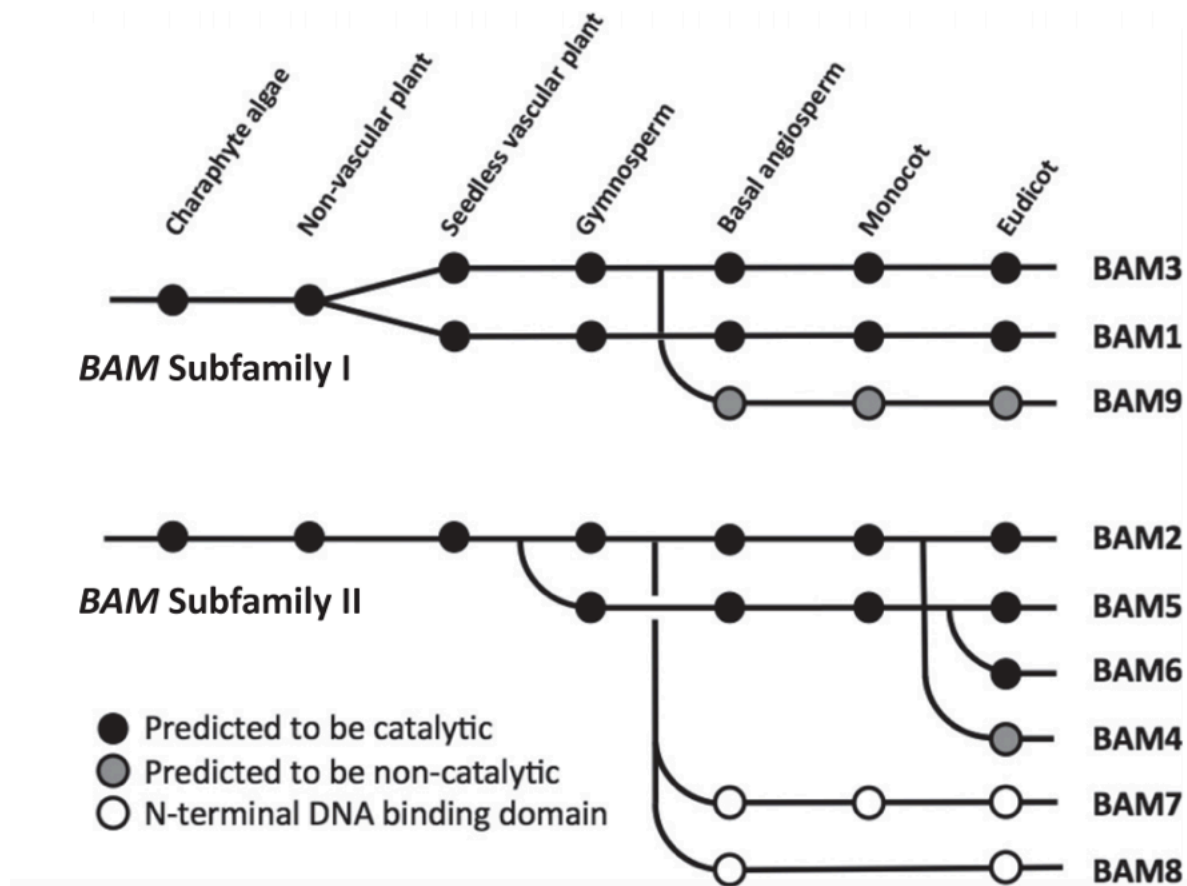 Charaphyte algae
Non-vascular plant
Seedless vascular plant
Gymnosperm
Basal angiosperm
Monocot
Eudicot
BAM3
BAM1
BAM Subfamily I
BAM9
BAM2
BAM Subfamily II
BAM5
BAM6
Predicted to be catalytic
BAM4
Predicted to be non-catalytic
BAM7
N-terminal DNA binding domain
BAM8